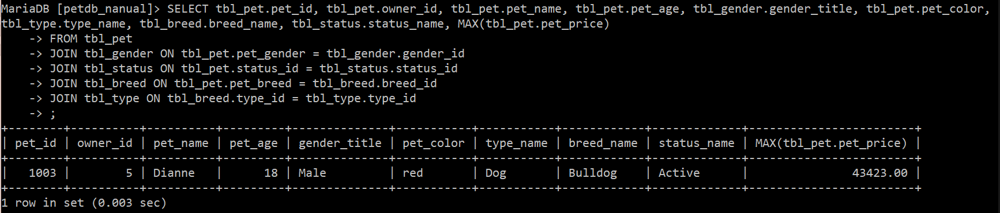 MariaDB [petdb_nanual]> SELECT tbl_pet.pet_id, tbl_pet.owner_id, tbl_pet.pet_name, tbl_pet.pet_age, tbl_gender.gender_title, tbl_pet.pet_color,
tbl_type.type_name, tbl_breed.breed_name, tbl_status.status_name, MAX(tbl_pet.pet_price)
    -> FROM tbl_pet
    -> JOIN tbl_gender ON tbl_pet.pet_gender = tbl_gender.gender_id
    -> JOIN tbl_status ON tbl_pet.status_id = tbl_status.status_id
    -> JOIN tbl_breed ON tbl_pet.pet_breed = tbl_breed.breed_id
    -> JOIN tbl_type ON tbl_breed.type_id = tbl_type.type_id
    -> ;
+--------+----------+----------+---------+--------------+-----------+-----------+------------+-------------+------------------------+
| pet_id | owner_id | pet_name | pet_age | gender_title | pet_color | type_name | breed_name | status_name | MAX(tbl_pet.pet_price) |
+--------+----------+----------+---------+--------------+-----------+-----------+------------+-------------+------------------------+
|   1003 |        5 | Dianne   |      18 | Male         | red       | Dog       | Bulldog    | Active      |               43423.00 |
+--------+----------+----------+---------+--------------+-----------+-----------+------------+-------------+------------------------+
1 row in set (0.003 sec)